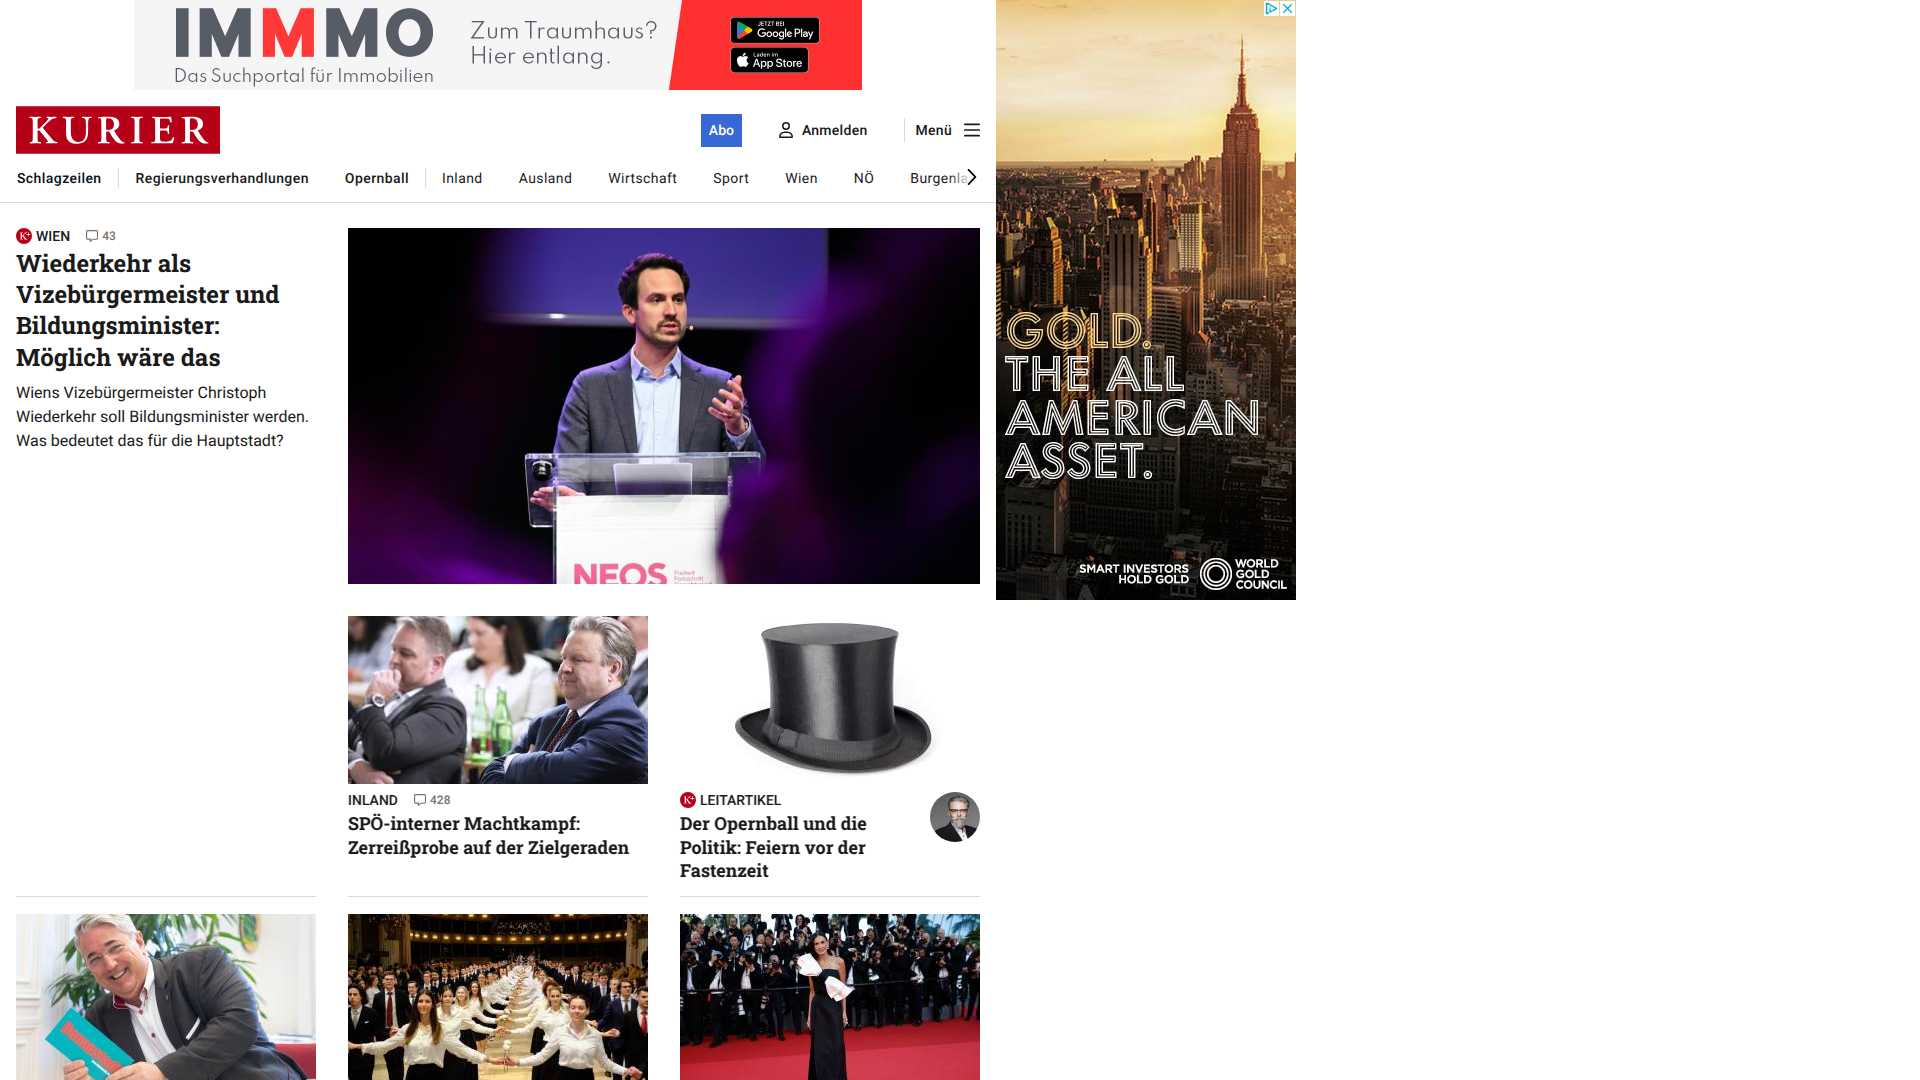 IMMMO
Das Suchportal für Immobilien
Zum Traumhaus?
Hier entlang.
JETZT BEI
Google Play
Laden im
App Store
KURIER
Abo
Anmelden
Menü
Schlagzeilen Regierungsverhandlungen Opernball Inland Ausland Wirtschaft Sport Wien NÖ Burgenla
K+ WIEN 43
Wiederkehr als
Vizebürgermeister und
Bildungsminister:
Möglich wäre das
Wiens Vizebürgermeister Christoph
Wiederkehr soll Bildungsminister werden.
Was bedeutet das für die Hauptstadt?
NEOS
GOLD.
THE ALL
AMERICAN
ASSET.
SMART INVESTORS
HOLD GOLD
WORLD
GOLD
COUNCIL
INLAND 428
SPÖ-interner Machtkampf:
Zerreißprobe auf der Zielgeraden
K+ LEITARTIKEL
Der Opernball und die
Politik: Feiern vor der
Fastenzeit